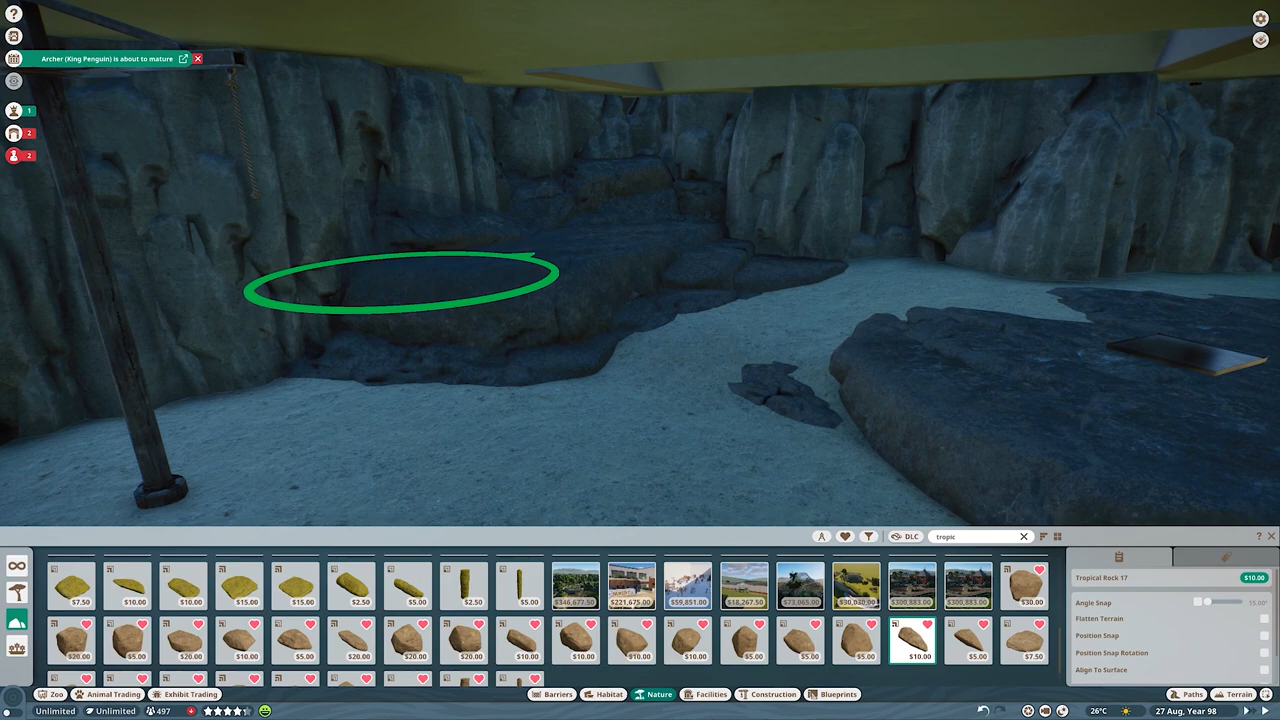 Archer (King Penguin) is about to mature
1
2
2
DLC
tropic
$7.50 $10.00 $10.00 $15.00 $15.00 $2.50 $5.00 $2.50 $5.00 $346,677.50 $221,675.00 $59,851.00 $18,267.50 $73,065.00 $30,030.00 $300,883.00 $300,883.00 $30.00
$20.00 $5.00 $20.00 $10.00 $5.00 $5.00 $20.00 $20.00 $10.00 $10.00 $10.00 $10.00 $5.00 $5.00 $5.00 $10.00 $5.00 $7.50
Tropical Rock 17 $10.00
Angle Snap 15.00°
Flatten Terrain
Position Snap
Position Snap Rotation
Align To Surface
Zoo Animal Trading Exhibit Trading Barriers Habitat Nature Facilities Construction Blueprints Paths Terrain
Unlimited Unlimited 497 26°C 27 Aug, Year 98